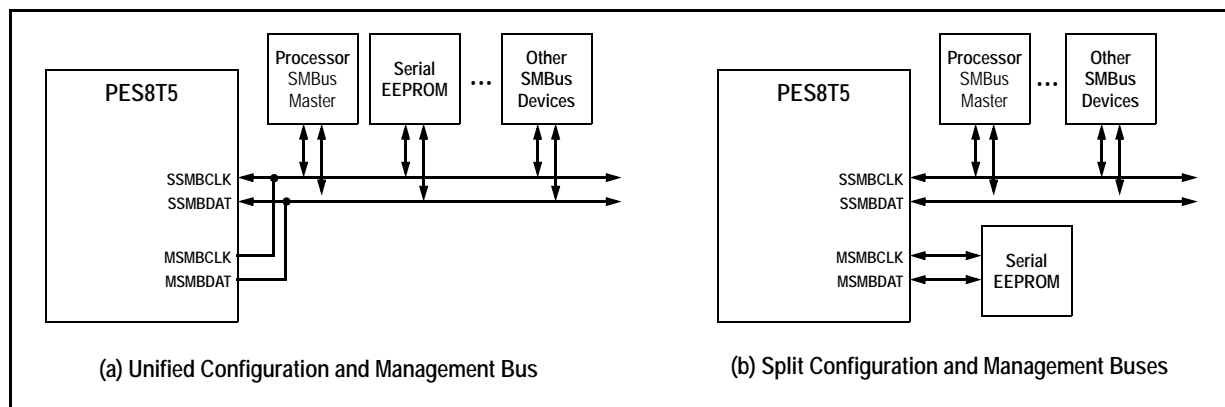 PES8T5
Processor
SMBus
Master
Serial
EEPROM
...
Other
SMBus
Devices
SSMBCLK
SSMBDAT
MSMBCLK
MSMBDAT
(a) Unified Configuration and Management Bus
PES8T5
Processor
SMBus
Master
...
Other
SMBus
Devices
SSMBCLK
SSMBDAT
MSMBCLK
MSMBDAT
Serial
EEPROM
(b) Split Configuration and Management Buses